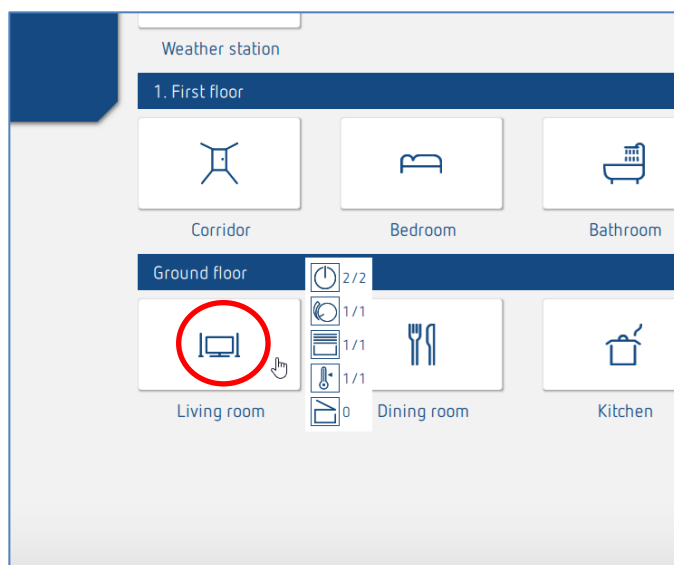 Weather station
1. First floor
Corridor
Bedroom
Bathroom
Ground floor
2/2
1/1
1/1
1/1
0
Living room
Dining room
Kitchen